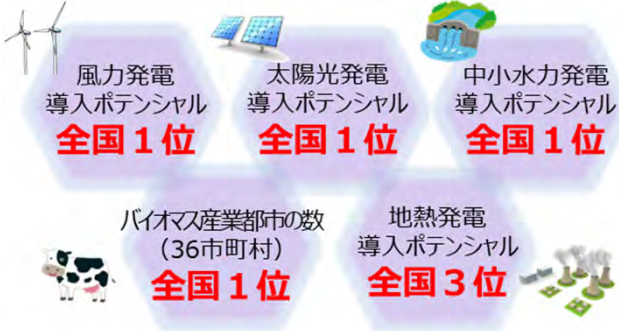 風力発電
導入ポテンシャル
全国１位
太陽光発電
導入ポテンシャル
全国１位
中小水力発電
導入ポテンシャル
全国１位
バイオマス産業都市の数
（36市町村）
全国１位
地熱発電
導入ポテンシャル
全国３位